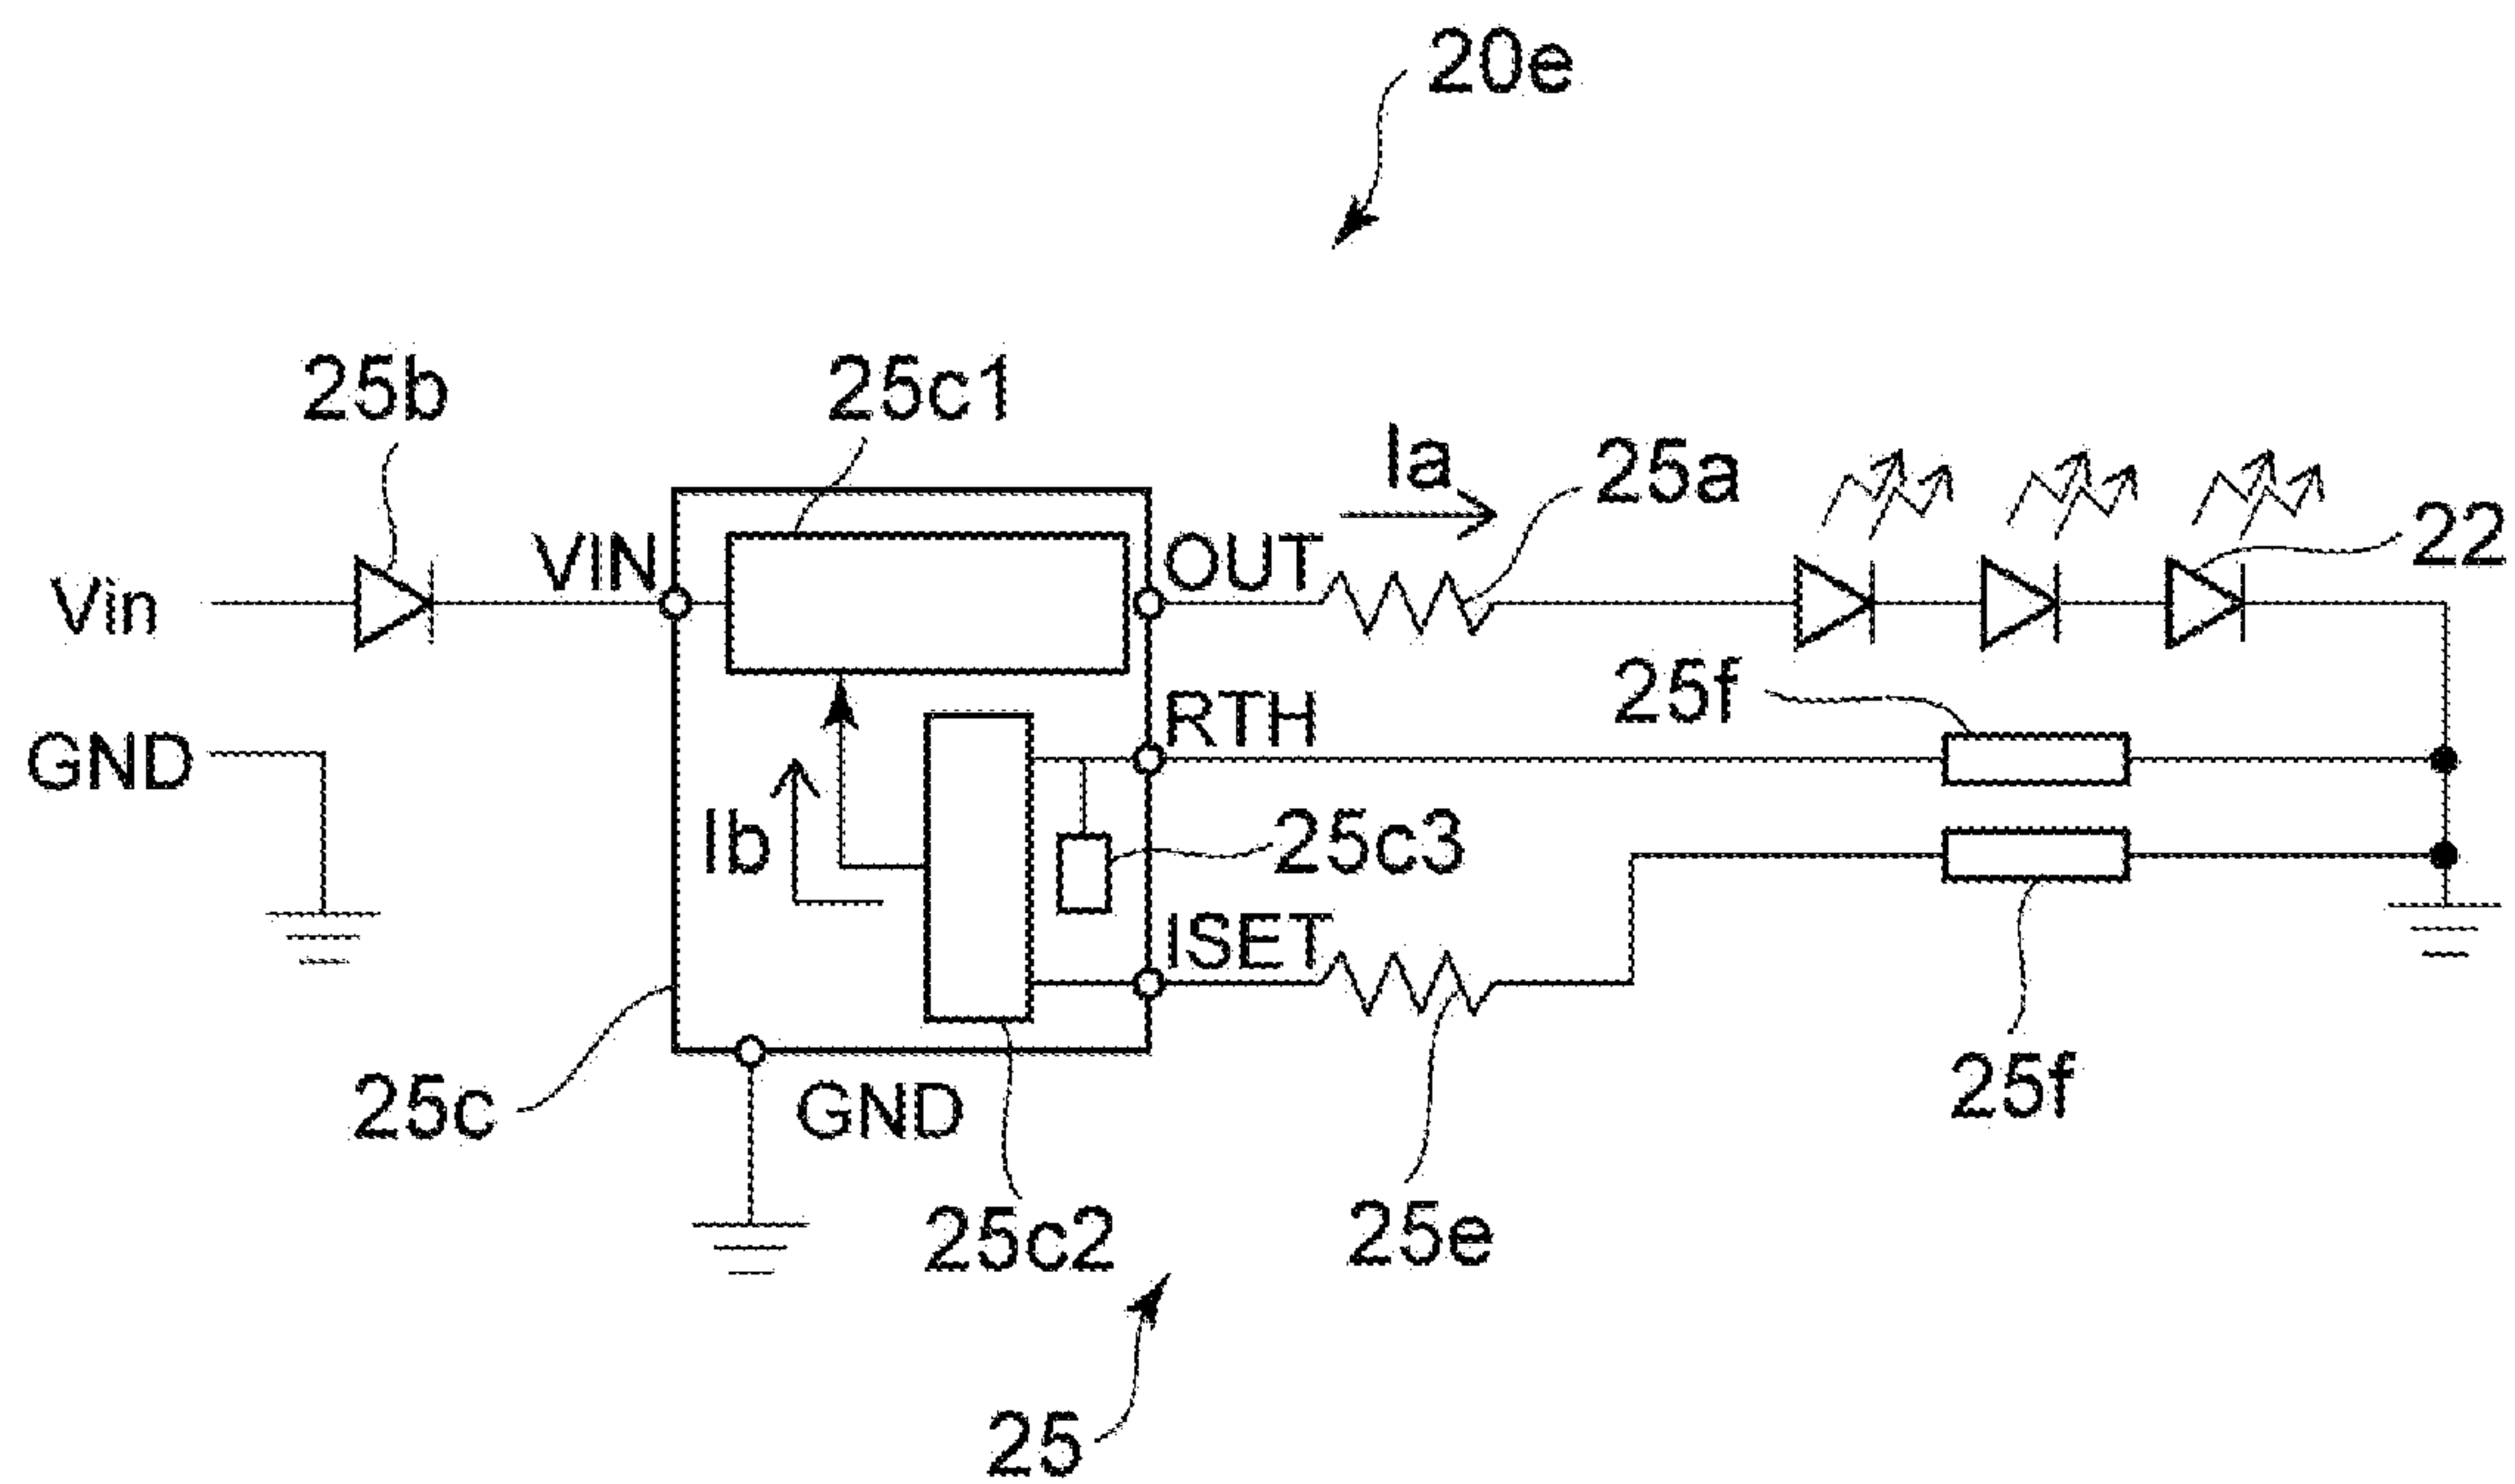 20e
25b
25c1
Ia
25a
22
Vin
VIN
OUT
25f
RTH
GND
Ib
25c3
ISET
25c
GND
25f
25c2
25e
25